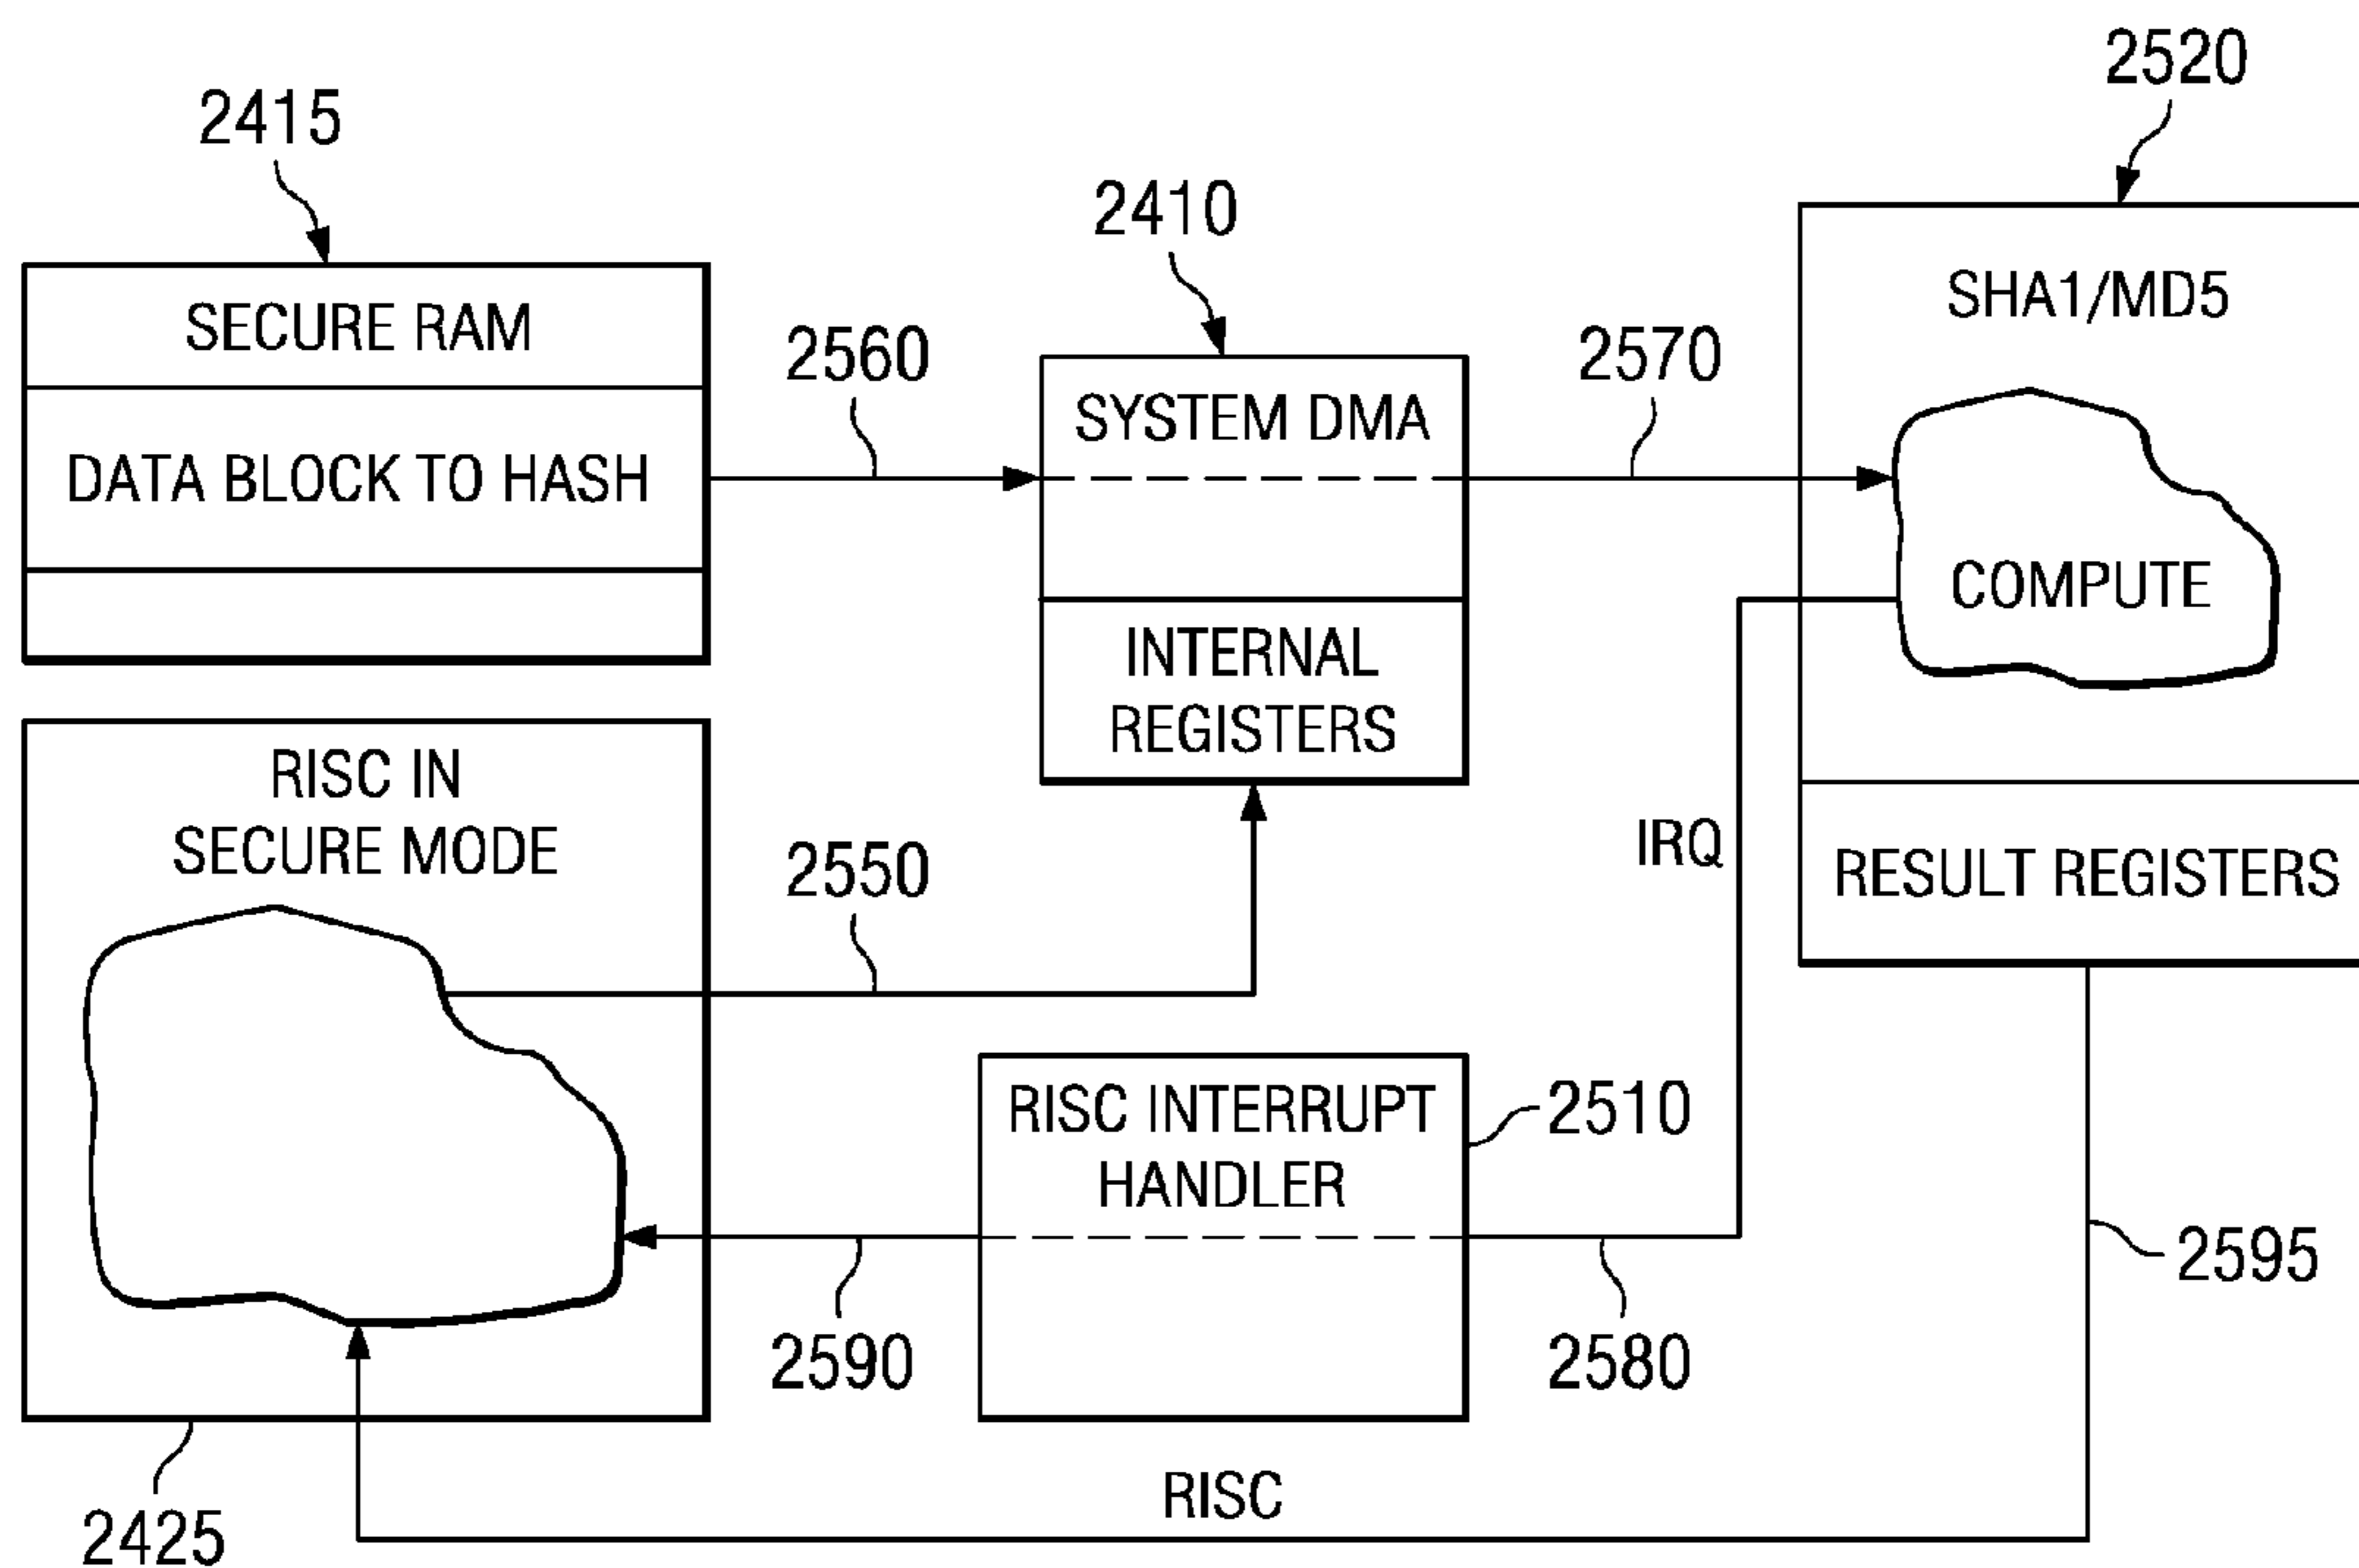 2520
2415
2410
SECURE RAM
SHA1/MD5
2560
2570
SYSTEM DMA
DATA BLOCK TO HASH
COMPUTE
INTERNAL
REGISTERS
RISC IN
SECURE MODE
2550
IRQ
RESULT REGISTERS
RISC INTERRUPT
HANDLER
2510
2595
2590
2580
RISC
2425